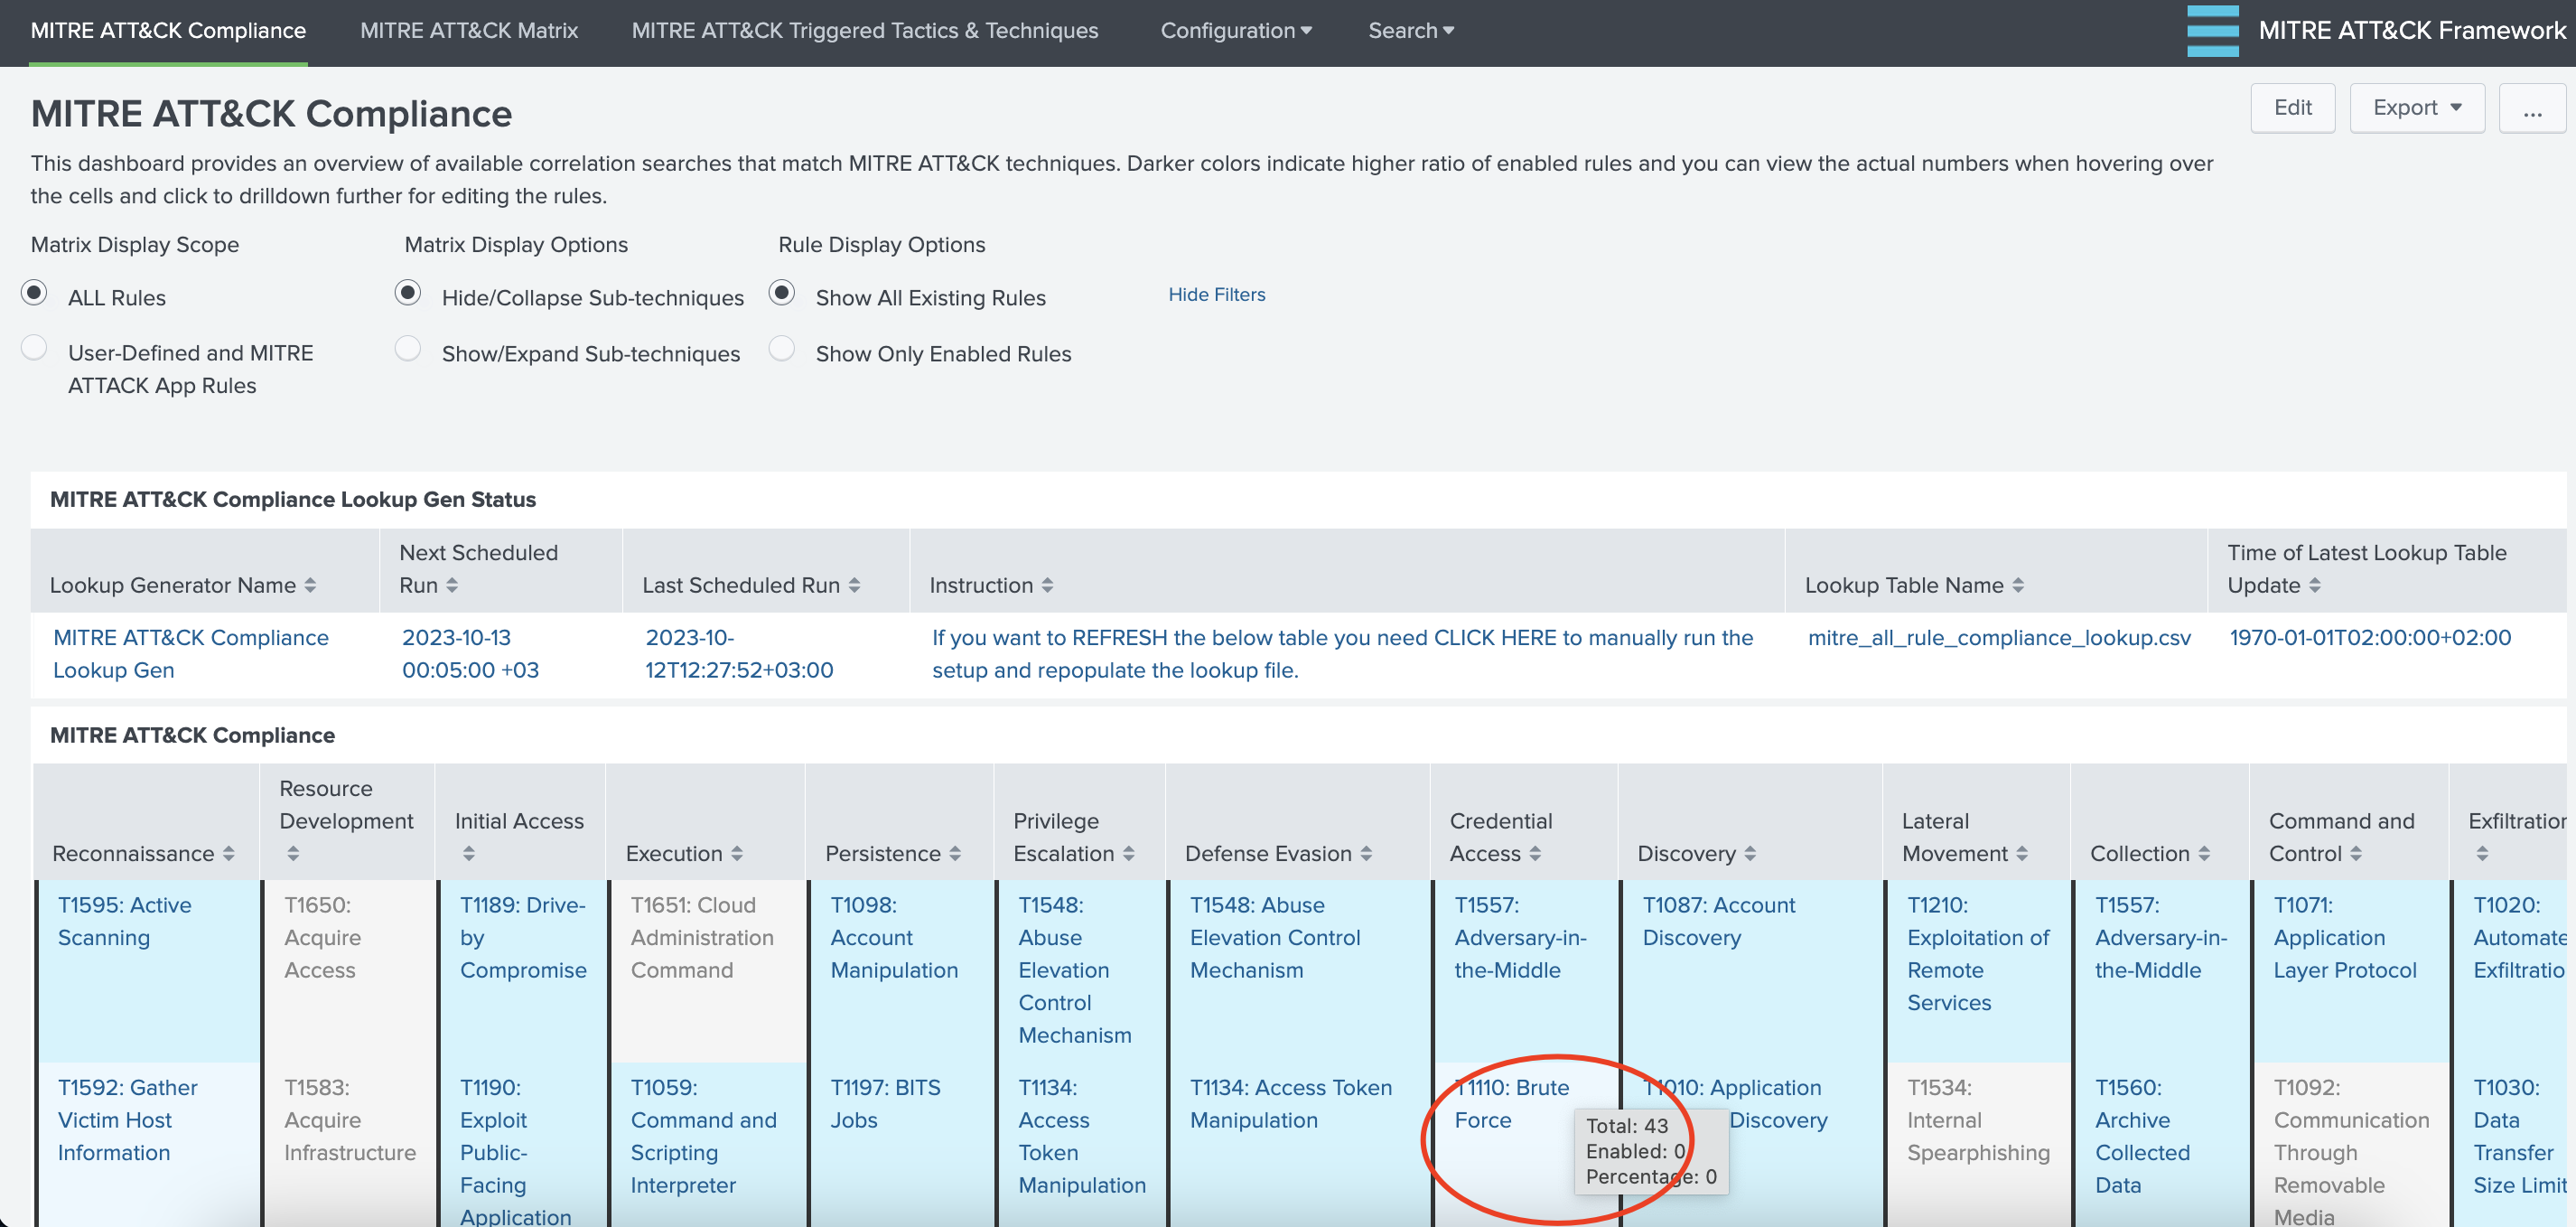 MITRE ATT&CK Compliance
MITRE ATT&CK Matrix
MITRE ATT&CK Triggered Tactics & Techniques
Configuration
Search
MITRE ATT&CK Framework
MITRE ATT&CK Compliance
Edit
Export
...
This dashboard provides an overview of available correlation searches that match MITRE ATT&CK techniques. Darker colors indicate higher ratio of enabled rules and you can view the actual numbers when hovering over
the cells and click to drilldown further for editing the rules.
Matrix Display Scope
ALL Rules
User-Defined and MITRE
ATTACK App Rules
Matrix Display Options
Hide/Collapse Sub-techniques
Show/Expand Sub-techniques
Rule Display Options
Show All Existing Rules
Show Only Enabled Rules
Hide Filters
MITRE ATT&CK Compliance Lookup Gen Status
Lookup Generator Name
Next Scheduled
Run
Last Scheduled Run
Instruction
Lookup Table Name
Time of Latest Lookup Table
Update
MITRE ATT&CK Compliance
Lookup Gen
2023-10-13
00:05:00 +03
2023-10-
12T12:27:52+03:00
If you want to REFRESH the below table you need CLICK HERE to manually run the
setup and repopulate the lookup file.
mitre_all_rule_compliance_lookup.csv
1970-01-01T02:00:00+02:00
MITRE ATT&CK Compliance
Reconnaissance
Resource
Development
Initial Access
Execution
Persistence
Privilege
Escalation
Defense Evasion
Credential
Access
Discovery
Lateral
Movement
Collection
Command and
Control
Exfiltration
T1595: Active
Scanning
T1650:
Acquire
Access
T1189: Drive-
by
Compromise
T1651: Cloud
Administration
Command
T1098:
Account
Manipulation
T1548:
Abuse
Elevation
Control
Mechanism
T1548: Abuse
Elevation Control
Mechanism
T1557:
Adversary-in-
the-Middle
T1087: Account
Discovery
T1210:
Exploitation of
Remote
Services
T1557:
Adversary-in-
the-Middle
T1071:
Application
Layer Protocol
T1020:
Automate
Exfiltratio
T1592: Gather
Victim Host
Information
T1583:
Acquire
Infrastructure
T1190:
Exploit
Public-
Facing
Application
T1059:
Command and
Scripting
Interpreter
T1197: BITS
Jobs
T1134:
Access
Token
Manipulation
T1134: Access Token
Manipulation
T1110: Brute
Force
T1010: Application
Discovery
Total: 43
Enabled: 0
Percentage: 0
T1534:
Internal
Spearphishing
T1560:
Archive
Collected
Data
T1092:
Communication
Through
Removable
Media
T1030:
Data
Transfer
Size Limit